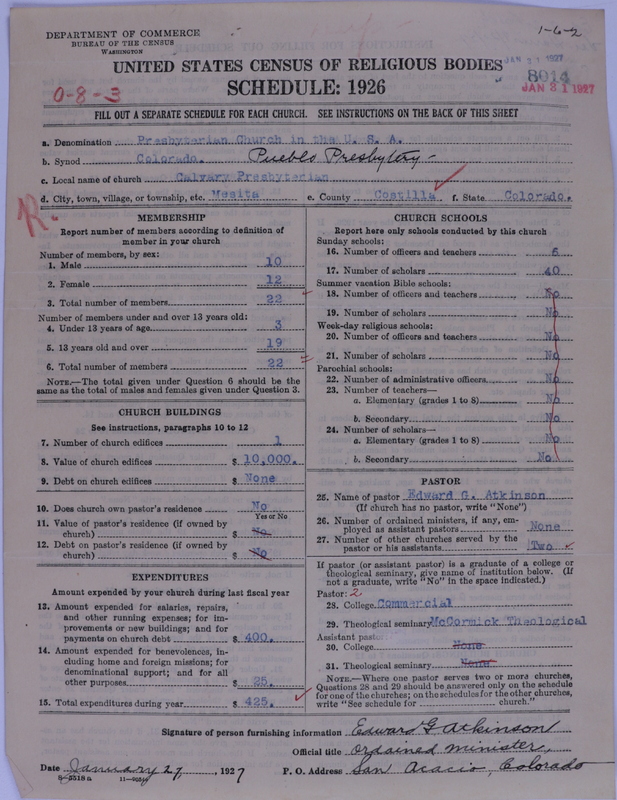 DEPARTMENT OF COMMERCE
BUREAU OF THE CENSUS
WASHINGTON
1-6-2
UNITED STATES CENSUS OF RELIGIOUS BODIES
SCHEDULE: 1926
JAN 1927
8014
JAN 31 1927
0-8-3
FILL OUT A SEPARATE SCHEDULE FOR EACH CHURCH. SEE INSTRUCTIONS ON THE BACK OF THIS SHEET
a. Denomination Presbyterian Church in the U. S. A.
b. Synod Colorado. Pueblo Presbytery-
c. Local name of church Calvary Presbyterian
d. City, town, village, or township, etc. Mesita e. County Costilla f. State Colorado.
R.
MEMBERSHIP
Report number of members according to definition of
member in your church
Number of members, by sex:
1. Male 10
2. Female 12
3. Total number of members 22
Number of members under and over 13 years old:
4. Under 13 years of age 3
5. 13 years old and over 19
6. Total number of members 22
NOTE.—The total given under Question 6 should be
same as the total of males and females given under Question 3.
CHURCH BUILDINGS
See instructions, paragraphs 10 to 12
7. Number of church edifices 1
8. Value of church edifices $ 10,000.
9. Debt on church edifices $ None
10. Does church own pastor's residence? No
Yes or No
11. Value of pastor's residence (if owned by
church) $ No
12. Debt on pastor's residence (if owned by
church) $ No
EXPENDITURES
Amount expended by your church during last fiscal year
13. Amount expended for salaries, repairs,
and other running expenses; for im-
provements or new buildings; and for
payments on church debt $ 400.
14. Amount expended for benevolences, in-
cluding home and foreign missions; for
denominational support; and for all
other purposes $ 25.
15. Total expenditures during year $ 425.
CHURCH SCHOOLS
Report here only schools conducted by this church
Sunday schools:
16. Number of officers and teachers 6
17. Number of scholars 40
Summer vacation Bible schools:
18. Number of officers and teachers No
19. Number of scholars No
Week-day religious schools:
20. Number of officers and teachers No
21. Number of scholars No
Parochial schools:
22. Number of administrative officers No
23. Number of teachers—
a. Elementary (grades 1 to 8) No
b. Secondary No
24. Number of scholars—
a. Elementary (grades 1 to 8) No
b. Secondary No
PASTOR
25. Name of pastor Edward G. Atkinson
(If church has no pastor, write "None")
26. Number of ordained ministers, if any, em-
ployed as assistant pastors None
27. Number of other churches served by the
pastor or his assistants Two
If pastor (or assistant pastor) is a graduate of a college or
theological seminary, give name of institution below. (If
not a graduate, write "No" in the space indicated.)
Pastor: 2
28. College Commercial
29. Theological seminary McCormick Theological
Assistant pastor:
30. College None
31. Theological seminary None
NOTE.—Where one pastor serves two or more churches,
Questions 28 and 29 should be answered only on the schedule
for one of the churches; on the schedules for the other churches,
write "See schedule for church."
Signature of person furnishing information Edward G Atkinson
Official title Ordained minister
Date January 27, 1927 P. O. Address San Acacio, Colorado